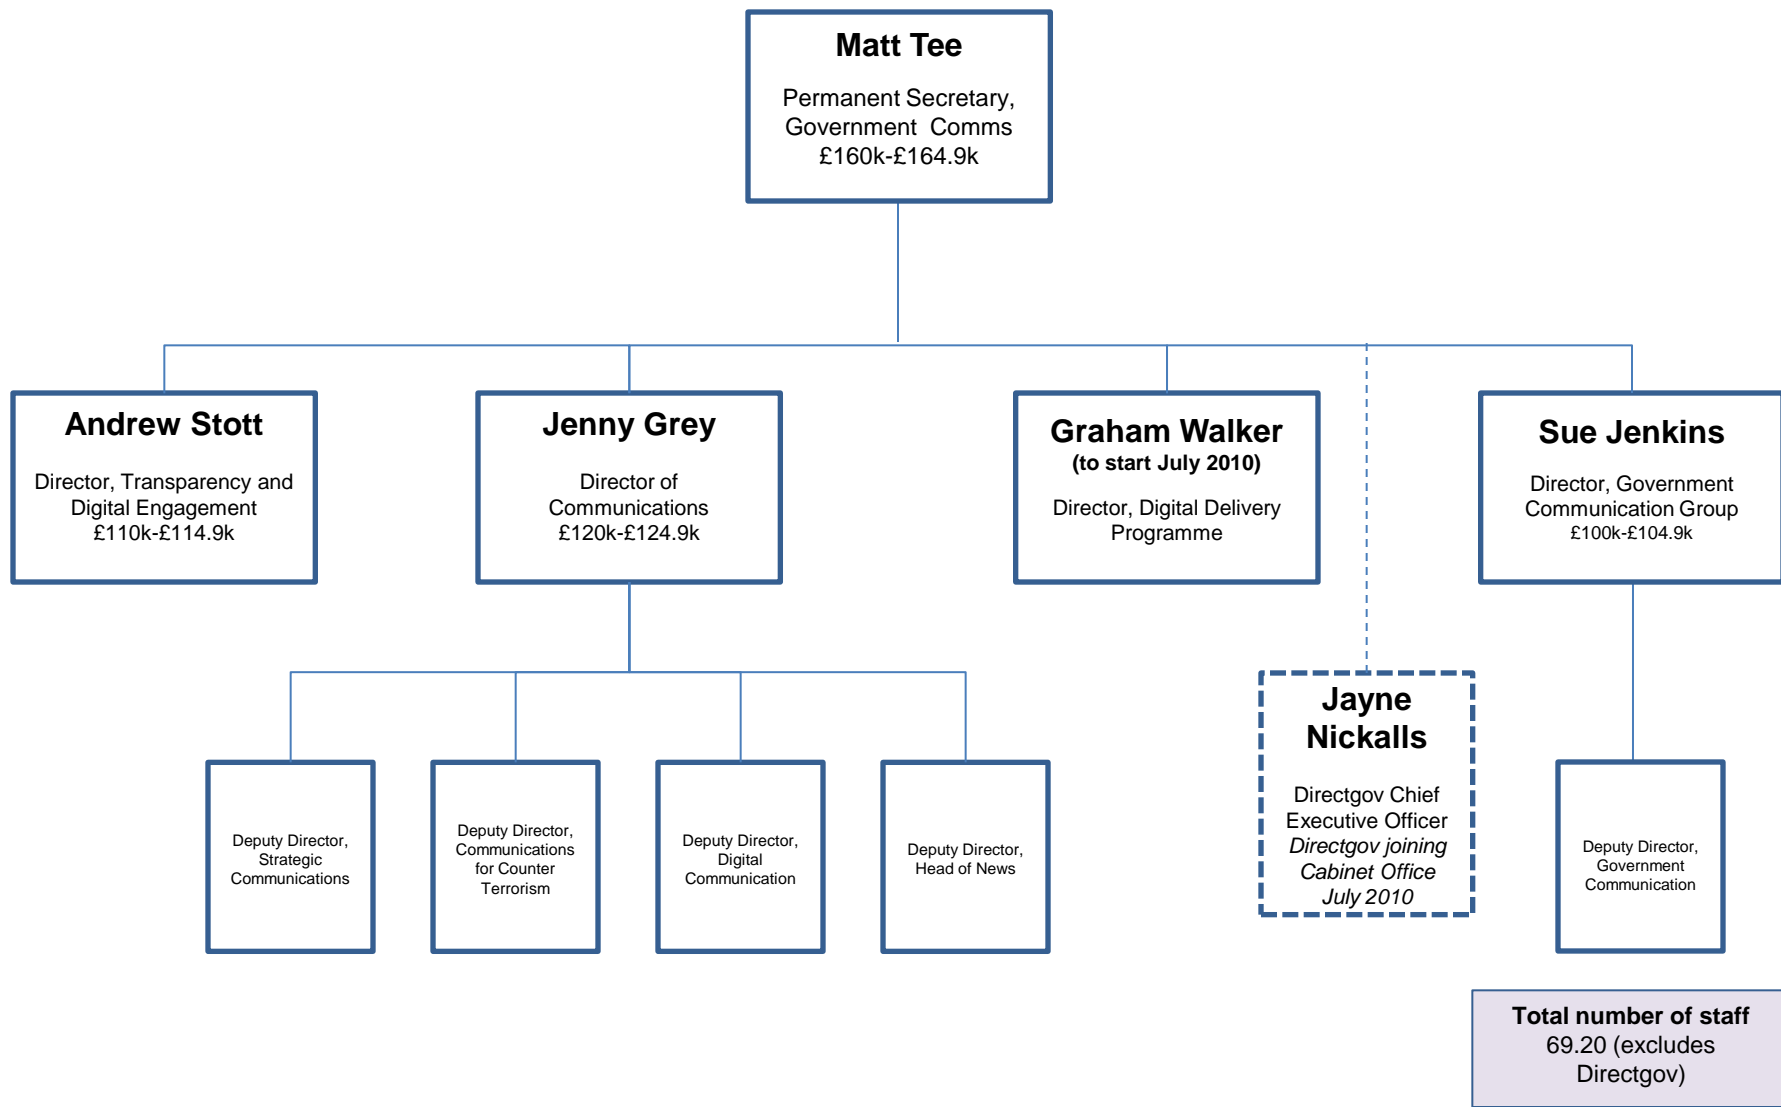 Matt Tee
Permanent Secretary,
Government Comms
£160k-£164.9k
Andrew Stott
Director, Transparency and
Digital Engagement
£110k-£114.9k
Jenny Grey
Director of
Communications
£120k-£124.9k
Graham Walker
(to start July 2010)
Director, Digital Delivery
Programme
Sue Jenkins
Director, Government
Communication Group
£100k-£104.9k
Jayne
Nickalls
Directgov Chief
Executive Officer
Directgov joining
Cabinet Office
July 2010
Deputy Director,
Strategic
Communications
Deputy Director,
Communications
for Counter
Terrorism
Deputy Director,
Digital
Communication
Deputy Director,
Head of News
Deputy Director,
Government
Communication
Total number of staff
69.20 (excludes
Directgov)